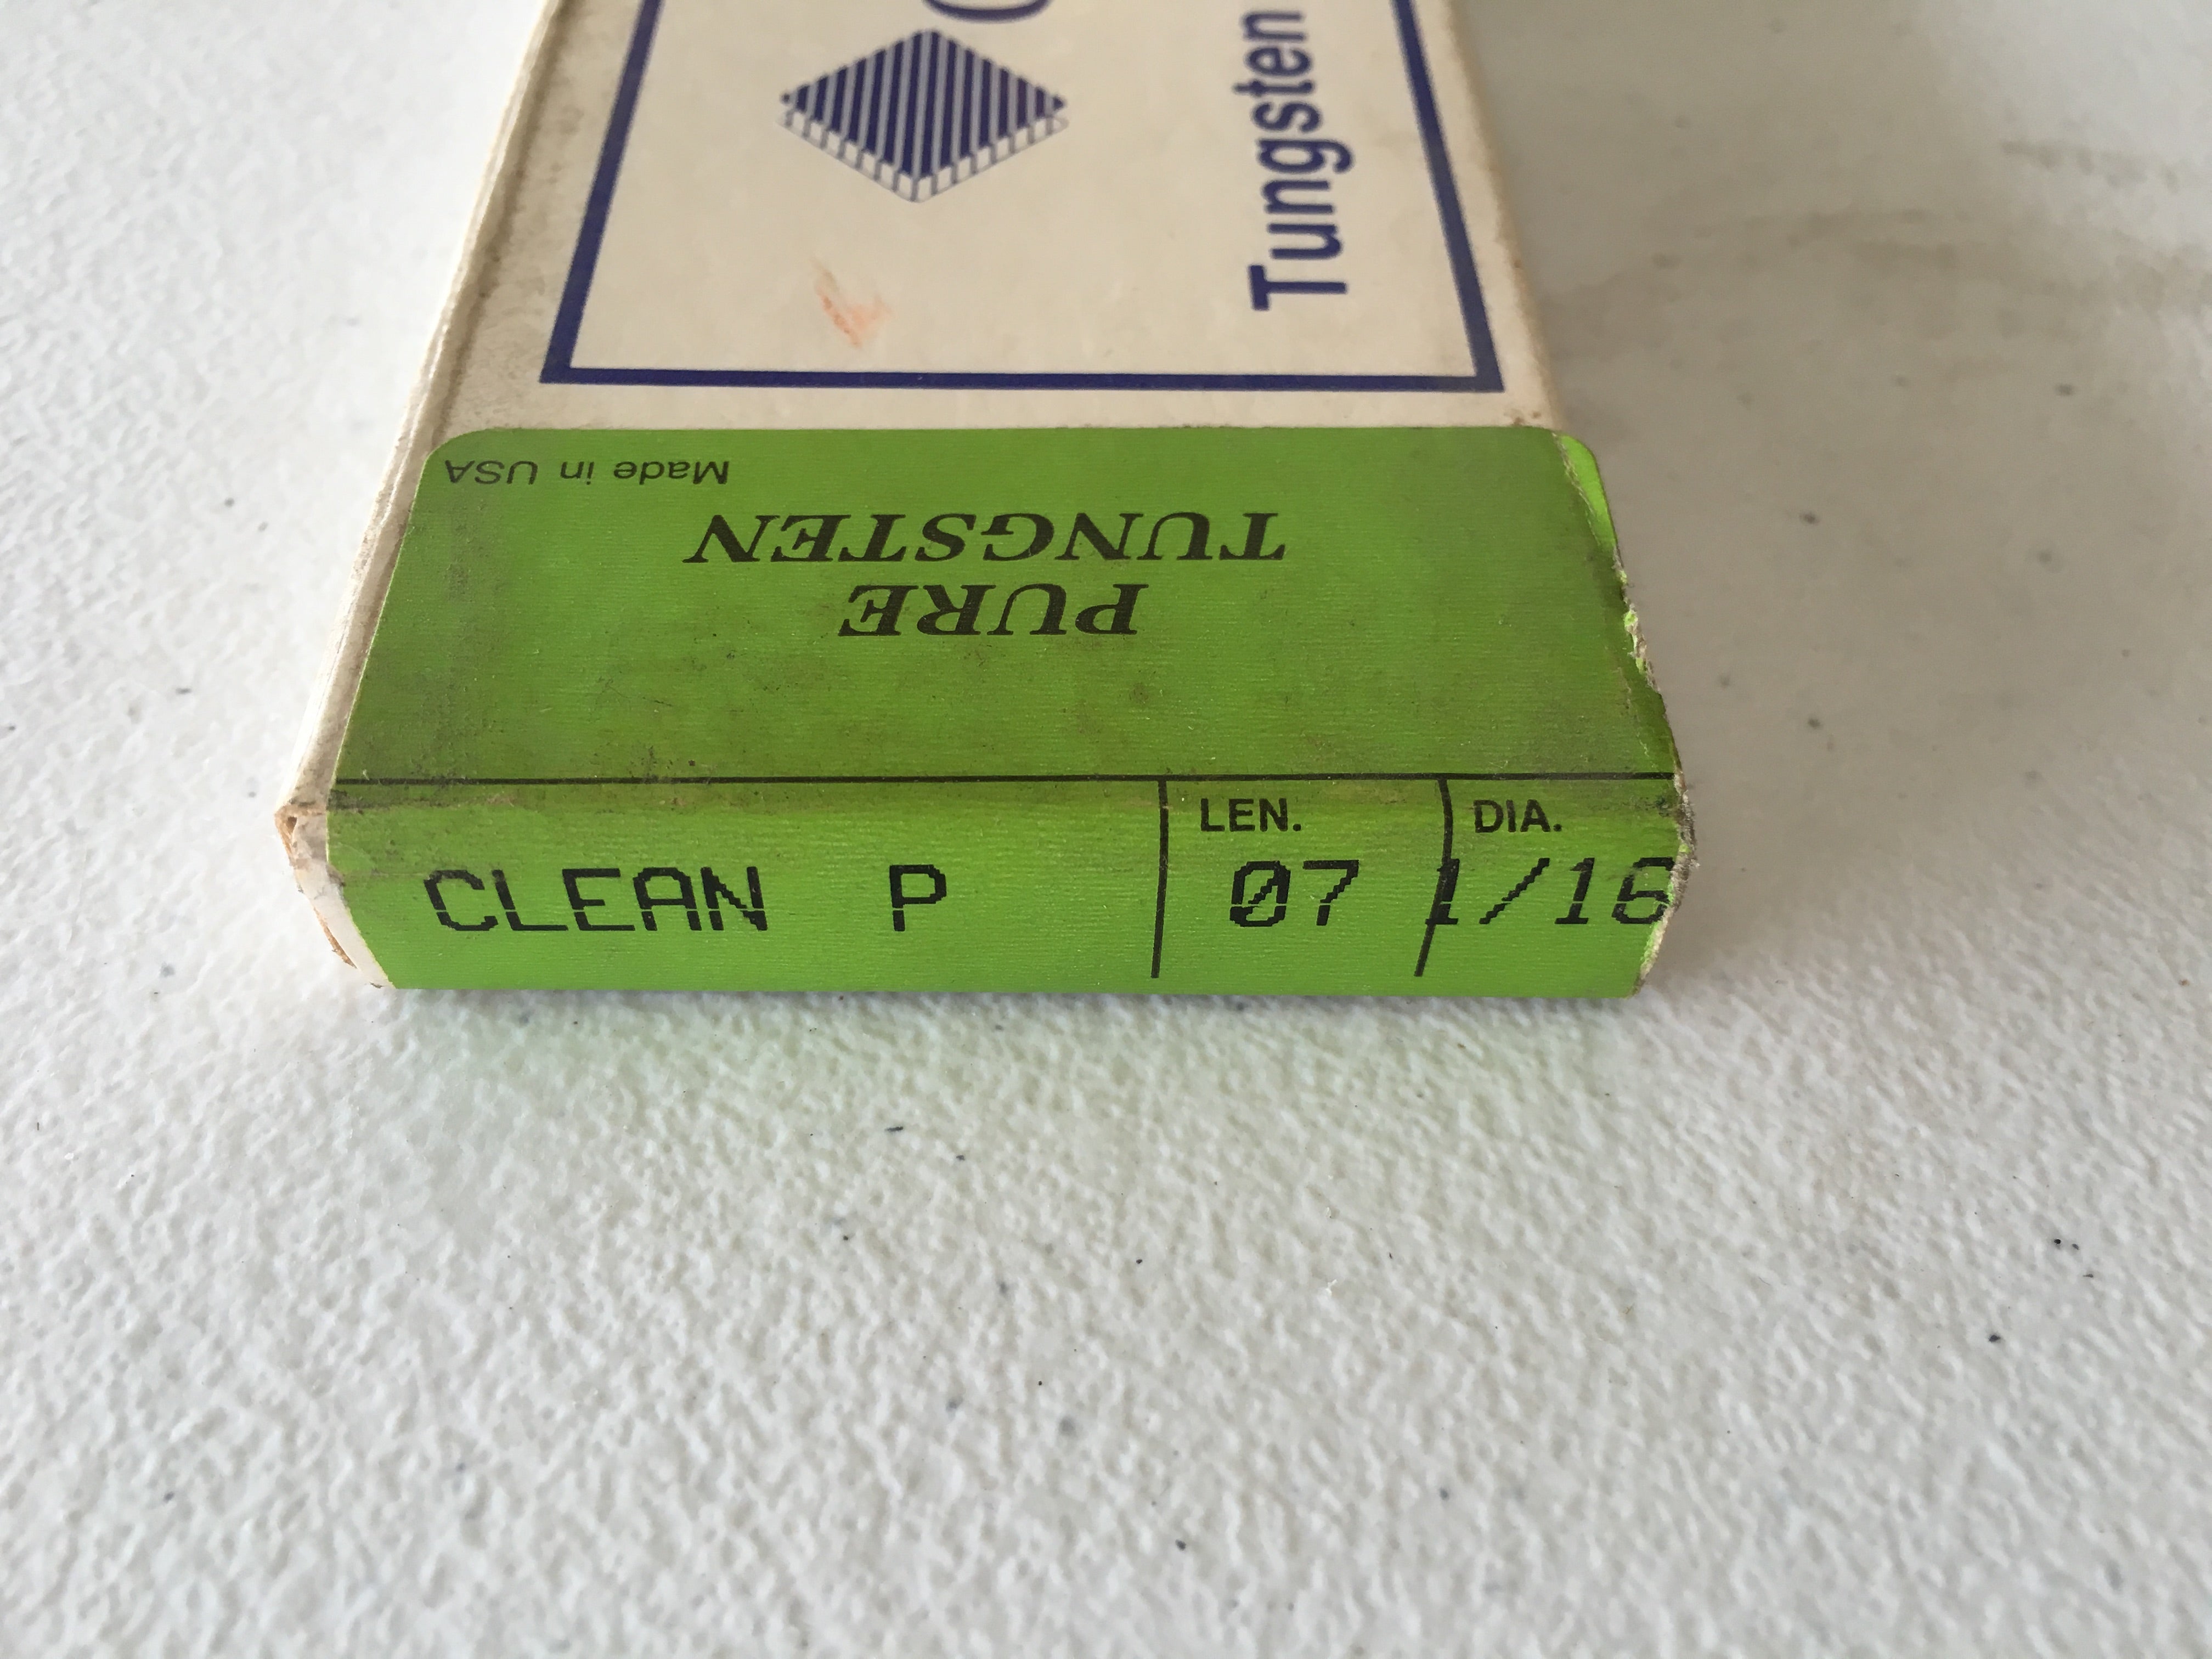 Tungsten
Made in USA
PURE
TUNGSTEN
CLEAN P
LEN.
07
DIA.
1/16